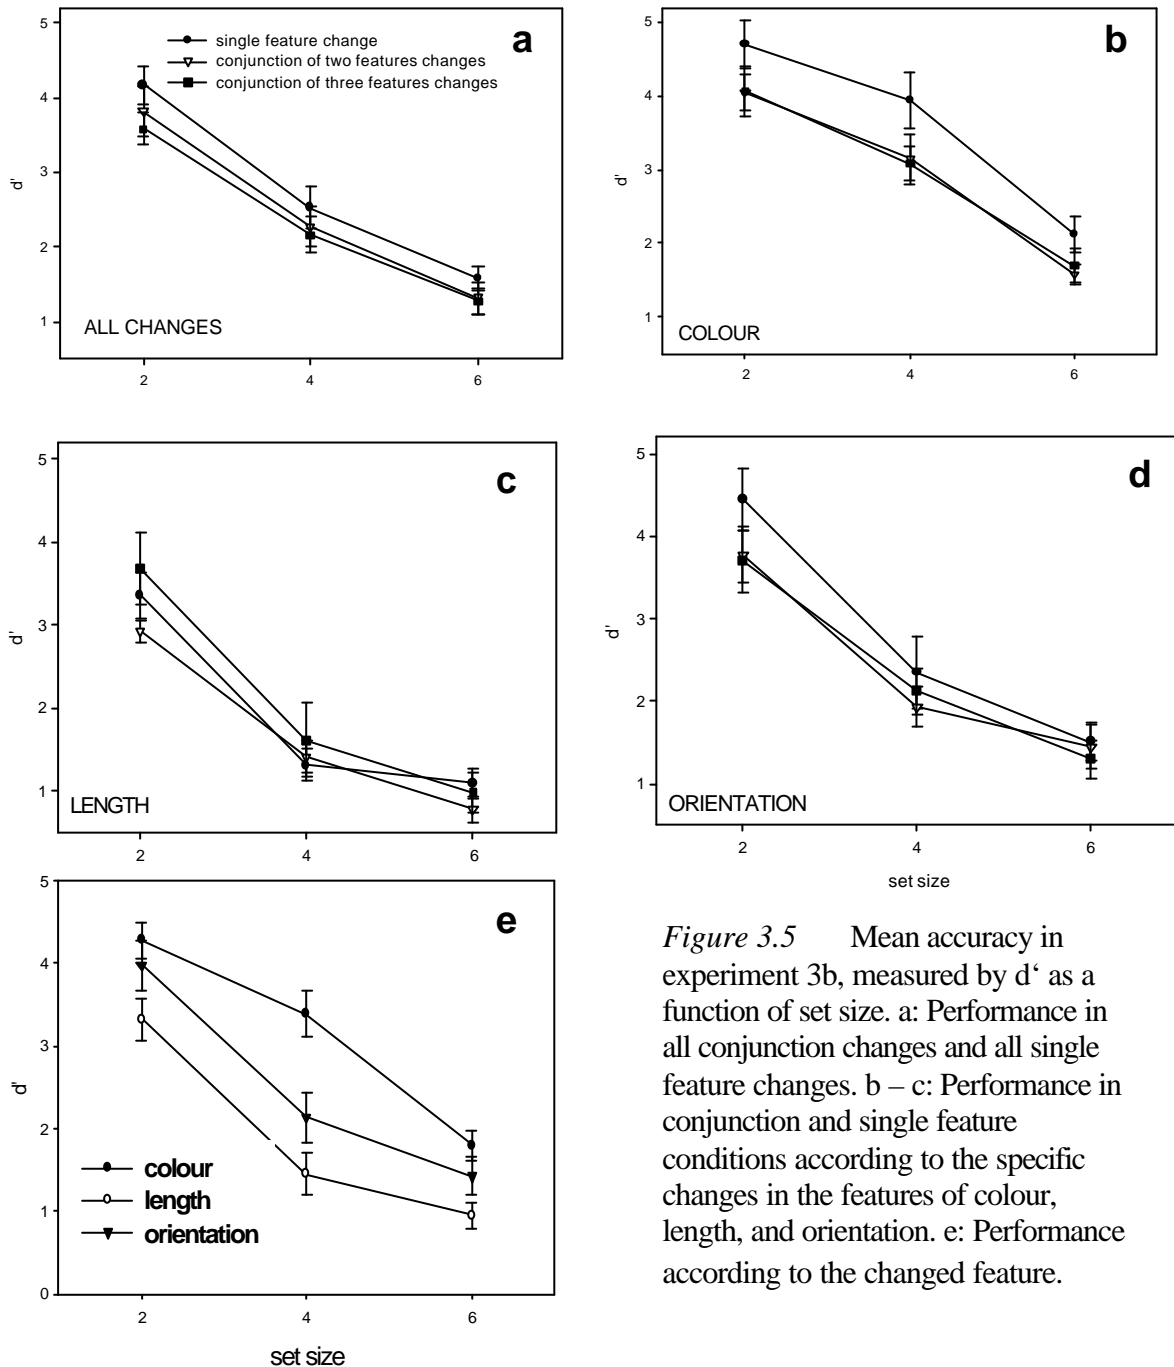 a
single feature change
conjunction of two features changes
conjunction of three features changes
5
4
3
2
1
d'
ALL CHANGES
2 4 6
b
5
4
3
2
1
d'
COLOUR
2 4 6
c
5
4
3
2
1
d'
LENGTH
2 4 6
d
5
4
3
2
1
d'
ORIENTATION
2 4 6
set size
e
5
4
3
2
1
0
d'
colour
length
orientation
2 4 6
set size
Figure 3.5 Mean accuracy in
experiment 3b, measured by d‘ as a
function of set size. a: Performance in
all conjunction changes and all single
feature changes. b – c: Performance in
conjunction and single feature
conditions according to the specific
changes in the features of colour,
length, and orientation. e: Performance
according to the changed feature.